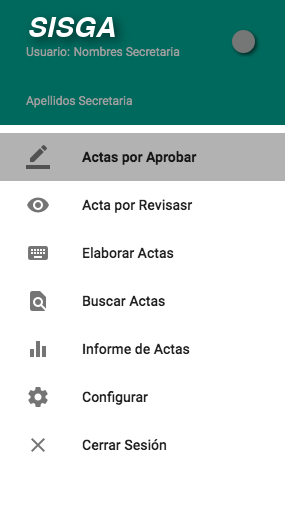 SISGA
Usuario: Nombres Secretaria
Apellidos Secretaria
Actas por Aprobar
Acta por Revisasr
Elaborar Actas
Buscar Actas
Informe de Actas
Configurar
Cerrar Sesión